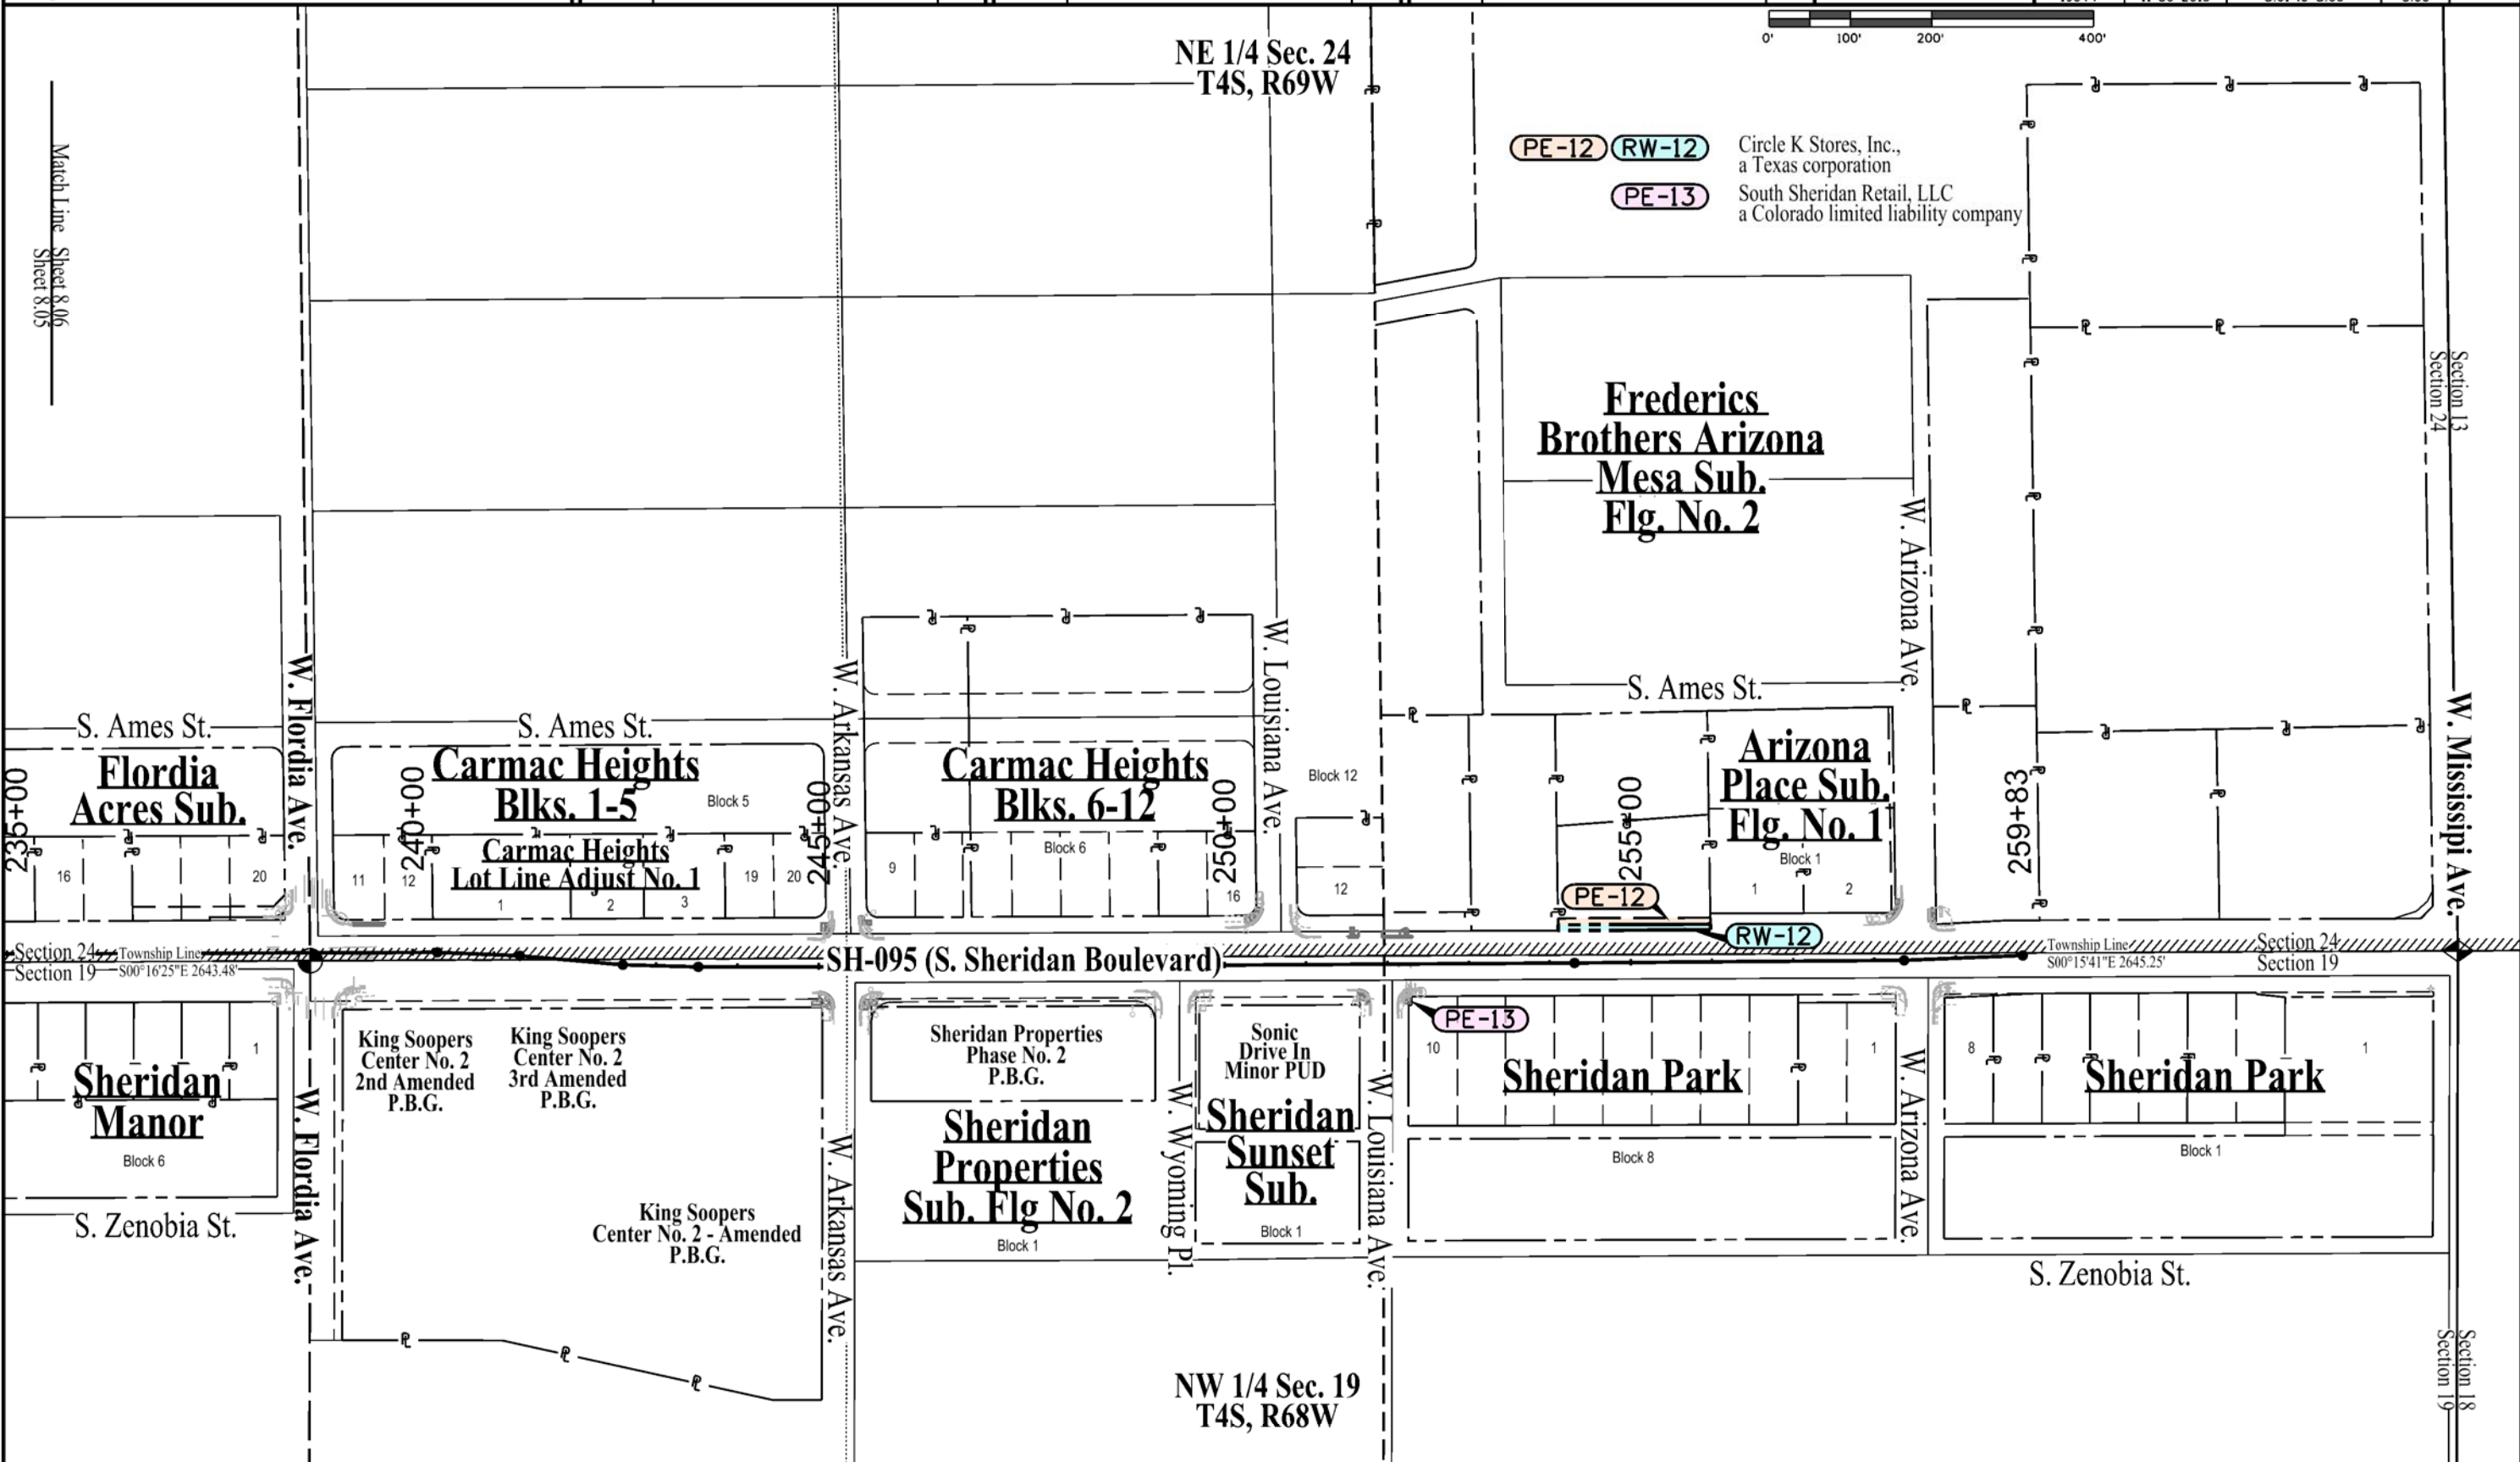 0'
100'
200'
400'
NE 1/4 Sec. 24
T4S, R69W
Match Line Sheet 8.06
Sheet 8.05
PE-12
RW-12
Circle K Stores, Inc.,
a Texas corporation
PE-13
South Sheridan Retail, LLC
a Colorado limited liability company
Section 13
Section 24
Frederics
Brothers Arizona
Mesa Sub.
Flg. No. 2
W. Arizona Ave.
W. Flordia Ave.
W. Arkansas Ave.
W. Louisiana Ave.
W. Mississippi Ave.
S. Ames St.
S. Ames St.
S. Ames St.
235+00
Flordia
Acres Sub.
16
20
240+00
Carmac Heights
Blks. 1-5
Block 5
Carmac Heights
Lot Line Adjust No. 1
11
12
1
2
3
19
20
245+00
Carmac Heights
Blks. 6-12
Block 6
9
16
250+00
Block 12
12
255+00
Arizona
Place Sub.
Flg. No. 1
Block 1
1
2
259+83
PE-12
RW-12
Section 24
Township Line
Section 19
S00°16'25"E 2643.48'
SH-095 (S. Sheridan Boulevard)
Township Line
Section 24
S00°15'41"E 2645.25'
Section 19
PE-13
1
Sheridan
Manor
Block 6
S. Zenobia St.
W. Flordia Ave.
King Soopers
Center No. 2
2nd Amended
P.B.G.
King Soopers
Center No. 2
3rd Amended
P.B.G.
King Soopers
Center No. 2 - Amended
P.B.G.
W. Arkansas Ave.
Sheridan Properties
Phase No. 2
P.B.G.
Sheridan
Properties
Sub. Flg No. 2
Block 1
W. Wyoming Pl.
Sonic
Drive In
Minor PUD
Sheridan
Sunset
Sub.
Block 1
W. Louisiana Ave.
10
Sheridan Park
1
Block 8
W. Arizona Ave.
8
Sheridan Park
1
Block 1
S. Zenobia St.
NW 1/4 Sec. 19
T4S, R68W
Section 18
Section 19